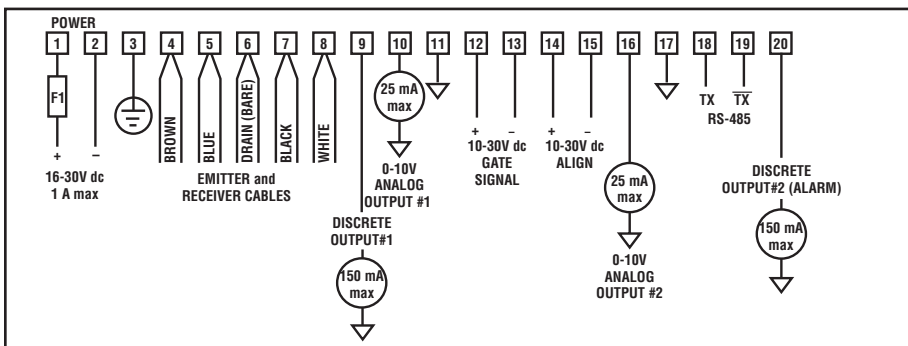 POWER
1 2 3 4 5 6 7 8 9 10 11 12 13 14 15 16 17 18 19 20
F1
+ –
16-30V dc
1 A max
BROWN
BLUE
DRAIN (BARE)
BLACK
WHITE
EMITTER and
RECEIVER CABLES
DISCRETE
OUTPUT#1
150 mA
max
25 mA
max
0-10V
ANALOG
OUTPUT #1
+ –
10-30V dc
GATE
SIGNAL
+ –
10-30V dc
ALIGN
25 mA
max
0-10V
ANALOG
OUTPUT #2
TX TX
RS-485
DISCRETE
OUTPUT#2 (ALARM)
150 mA
max